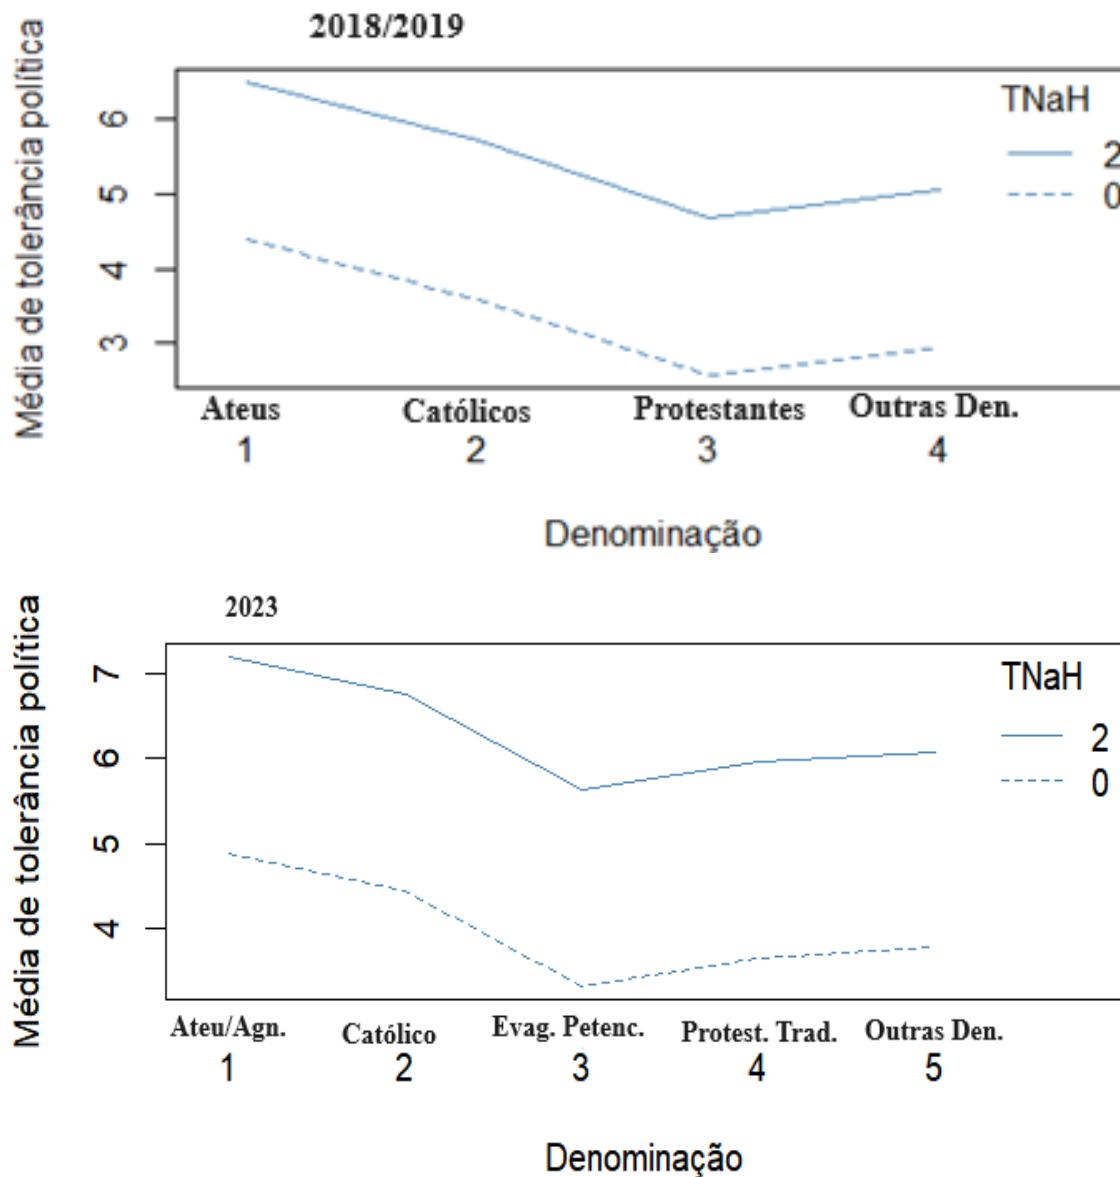 2018/2019
Média de tolerância política
6
5
4
3
TNaH
2
0
Ateus Católicos Protestantes Outras Den.
1 2 3 4
Denominação
2023
Média de tolerância política
7
6
5
4
TNaH
2
0
Ateu/Agn. Católico Evag. Petenc. Protest. Trad. Outras Den.
1 2 3 4 5
Denominação